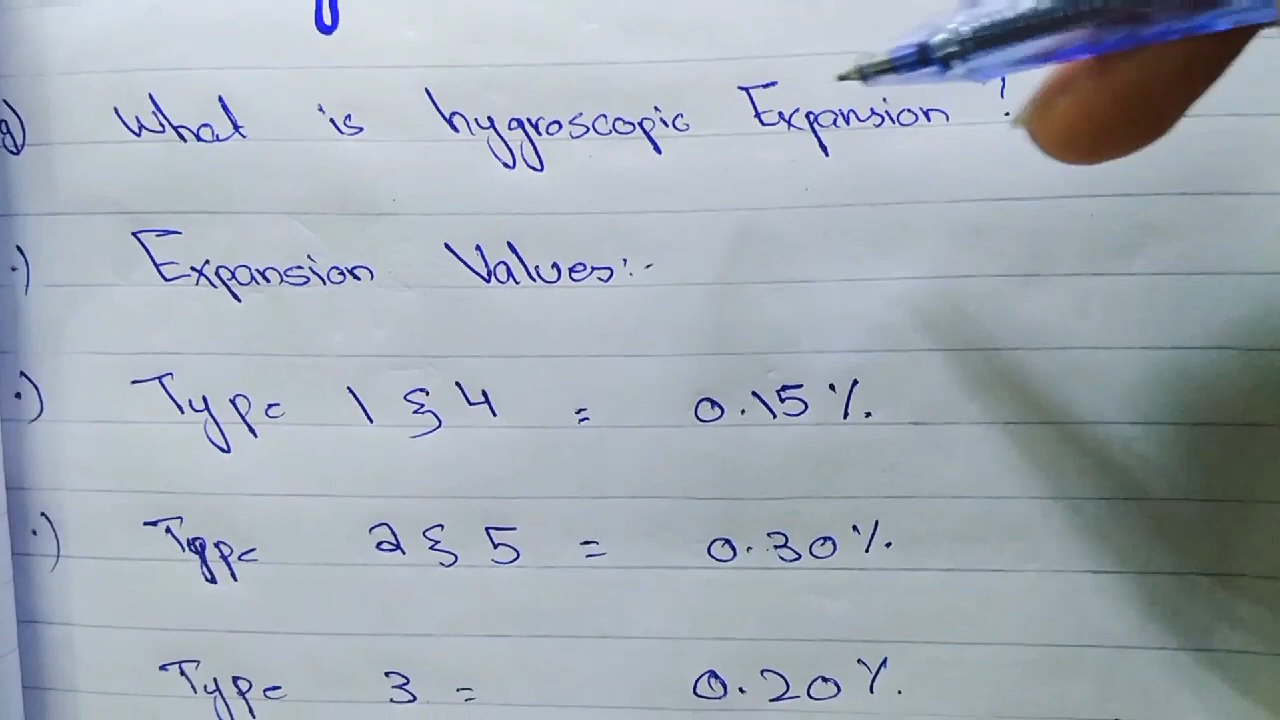 g) What is hygroscopic Expansion ?
·) Expansion Values:-
·) Type 1 & 4 = 0.15%.
·) Type 2 & 5 = 0.30%.
Type 3 = 0.20%.